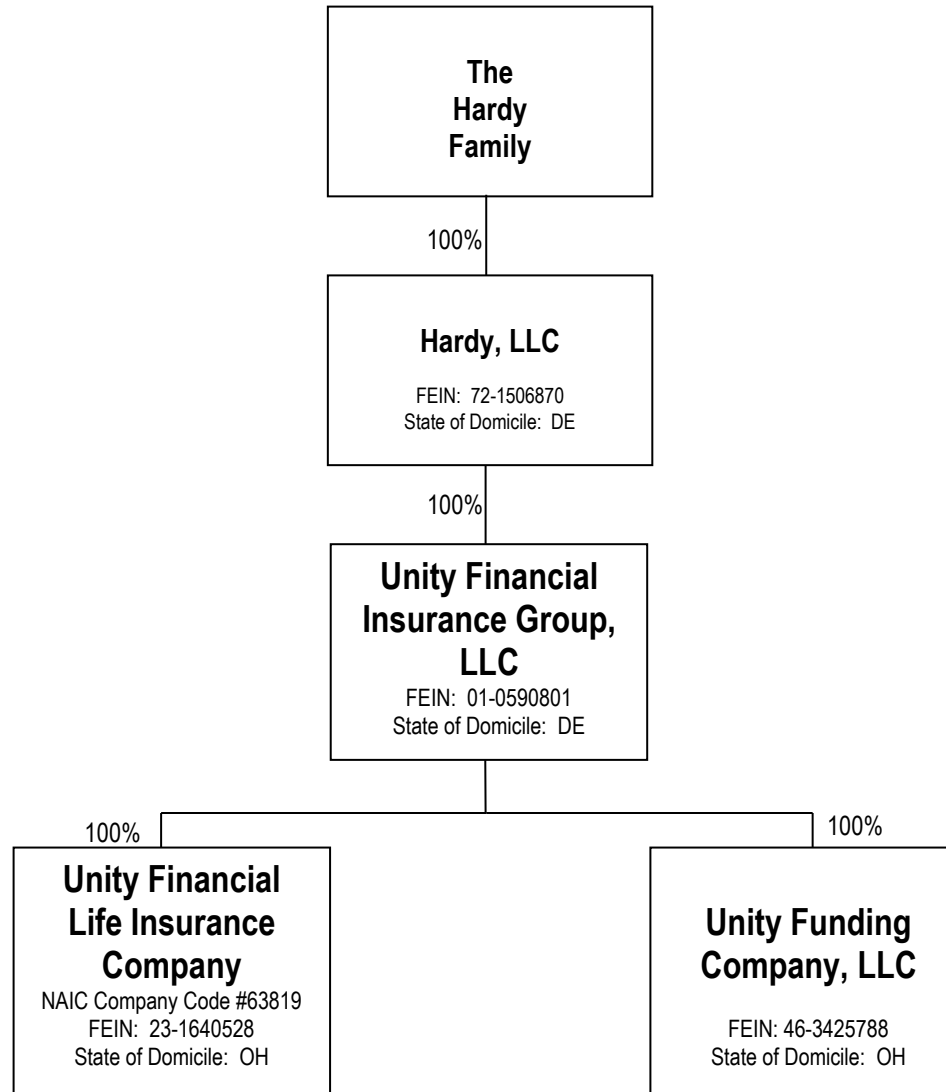 The
Hardy
Family
100%
Hardy, LLC
FEIN: 72-1506870
State of Domicile: DE
100%
Unity Financial
Insurance Group,
LLC
FEIN: 01-0590801
State of Domicile: DE
100%
100%
Unity Financial
Life Insurance
Company
NAIC Company Code #63819
FEIN: 23-1640528
State of Domicile: OH
Unity Funding
Company, LLC
FEIN: 46-3425788
State of Domicile: OH